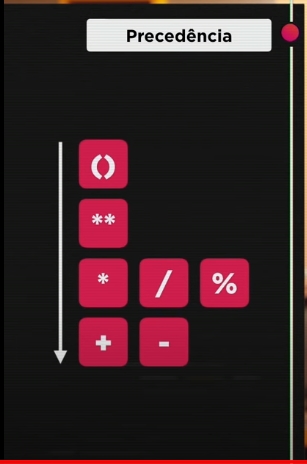 Precedência
()
**
* / %
+ -